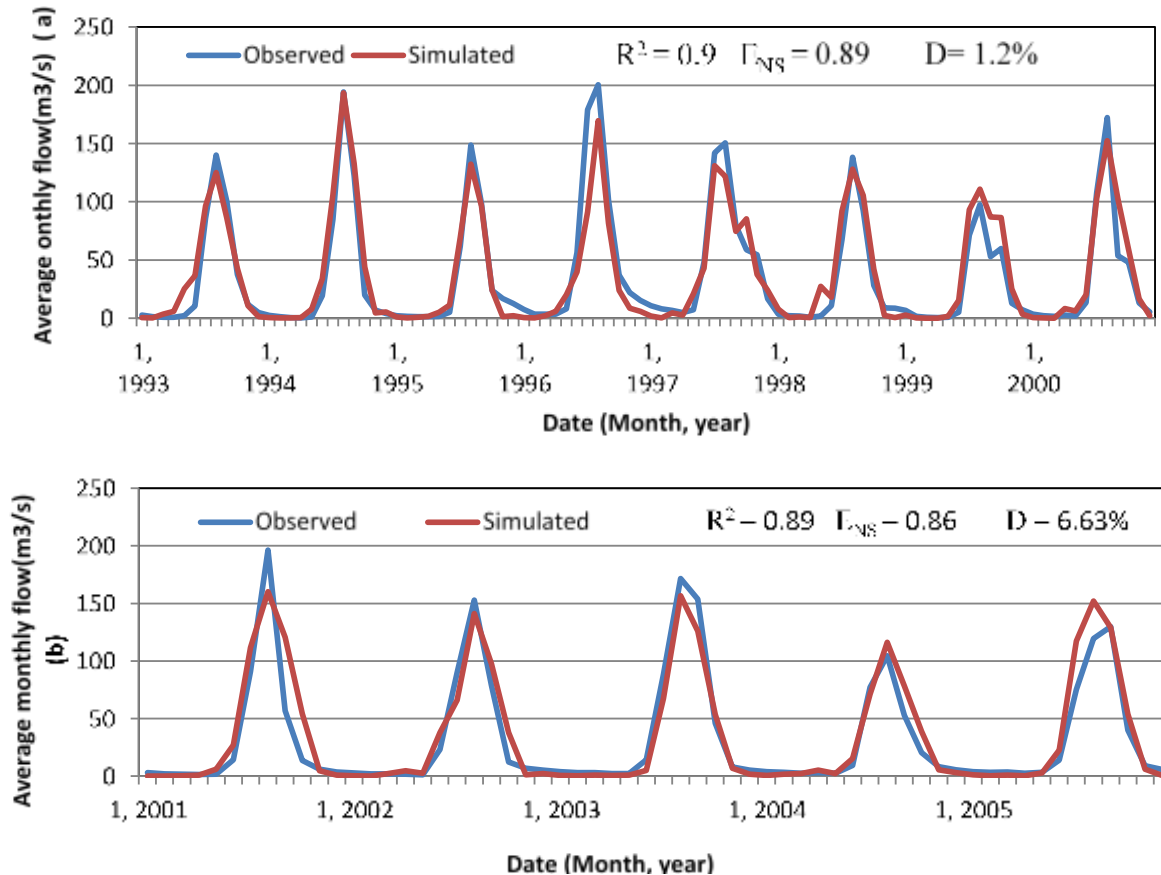 Average onthly flow(m3/s) ( a)
250
200
150
100
50
0
Observed
Simulated
R² = 0.9 ENS = 0.89 D= 1.2%
1, 1, 1, 1, 1, 1, 1, 1,
1993 1994 1995 1996 1997 1998 1999 2000
Date (Month, year)
Average monthly flow(m3/s)
(b)
250
200
150
100
50
0
Observed
Simulated
R² – 0.89 ENS – 0.86 D – 6.63%
1, 2001 1, 2002 1, 2003 1, 2004 1, 2005
Date (Month, year)